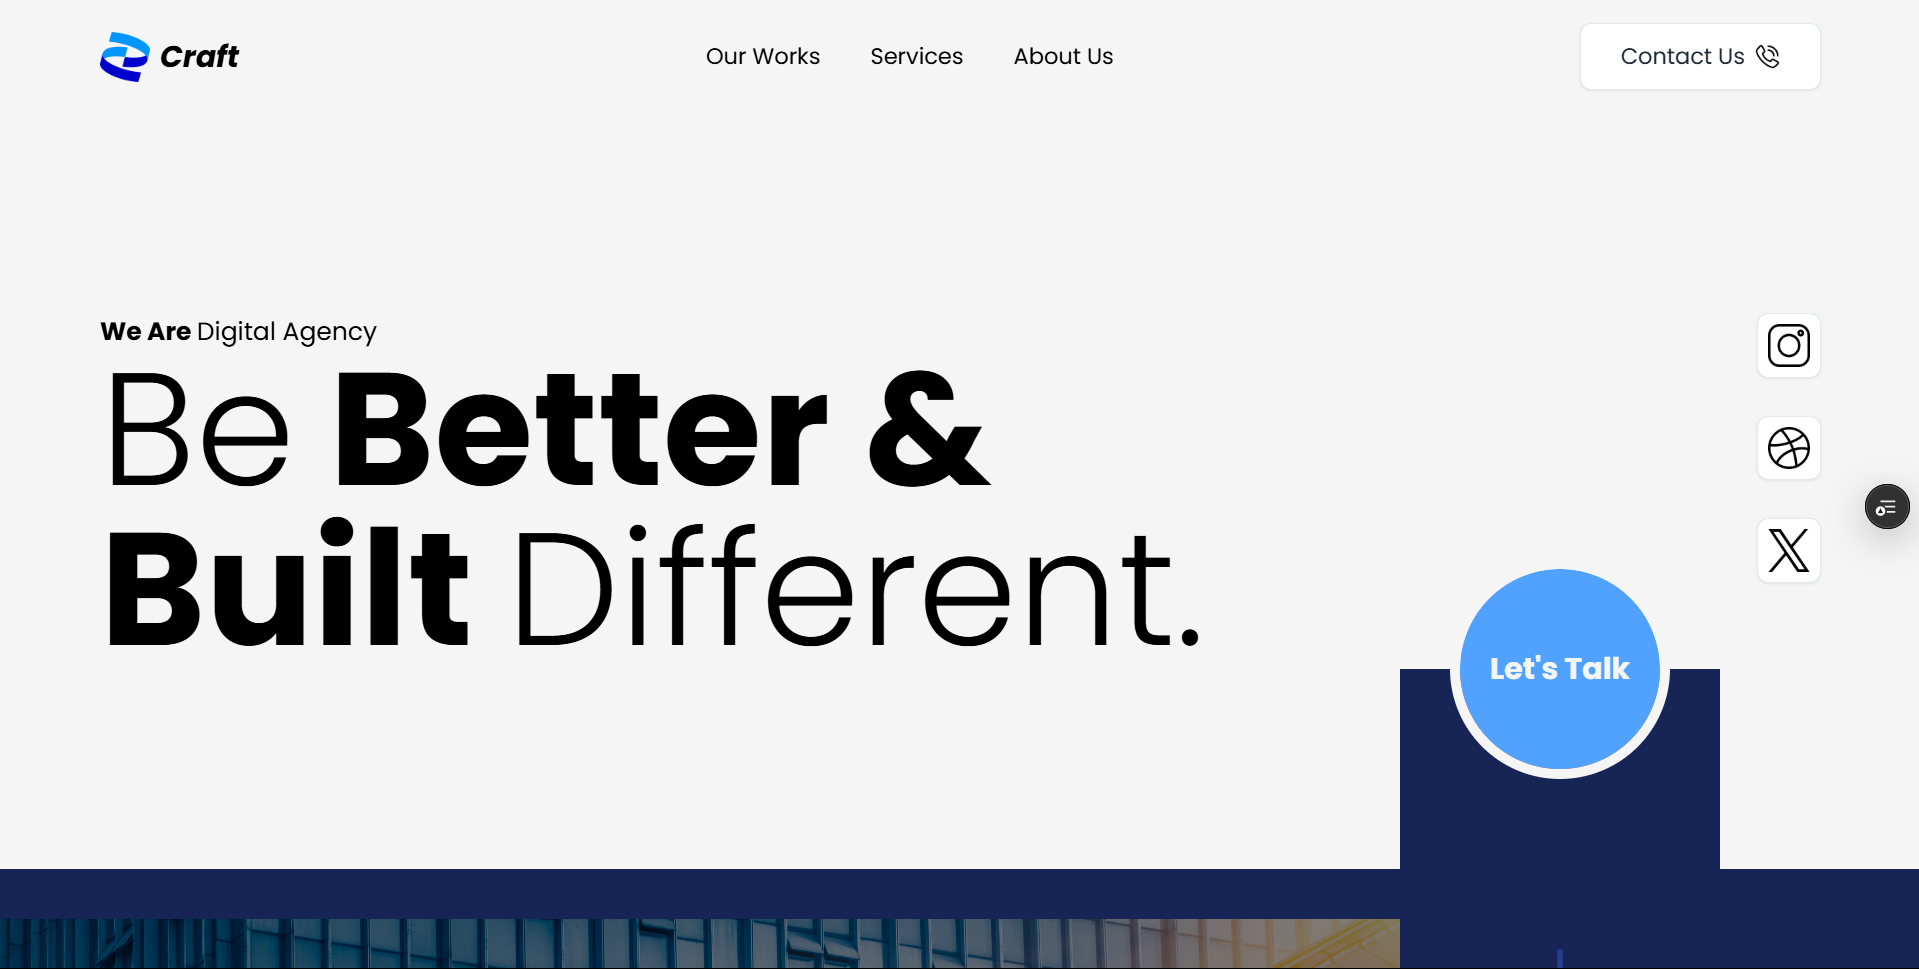 Craft
Our Works
Services
About Us
Contact Us
We Are Digital Agency
Be Better &
Built Different.
Let's Talk